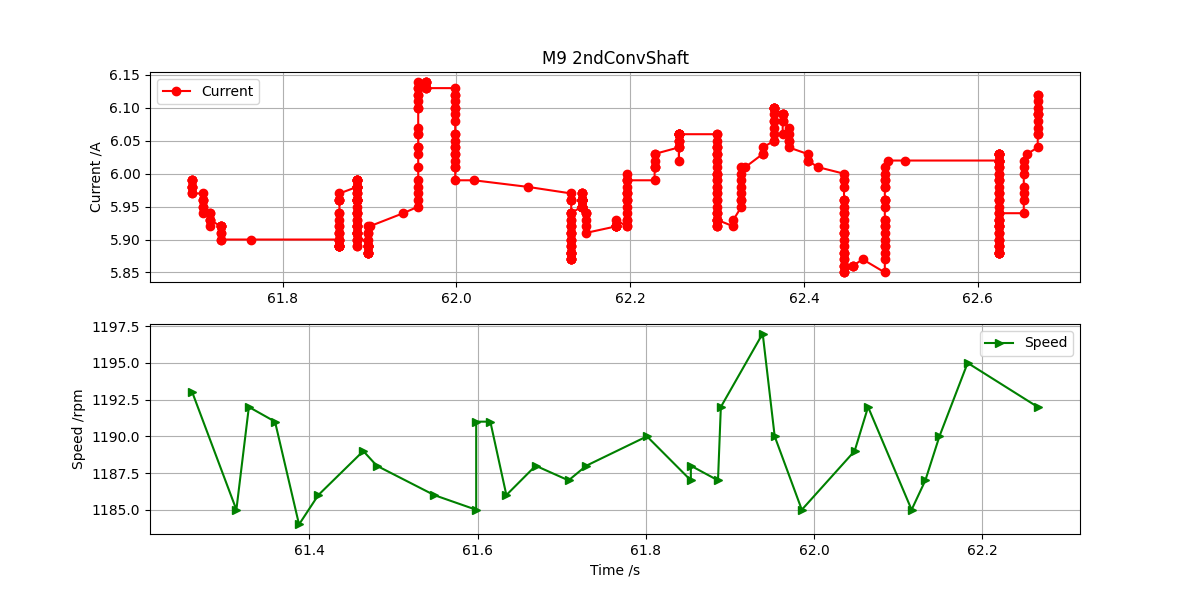 M9 2ndConvShaft
6.15
6.10
6.05
6.00
5.95
5.90
5.85
Current /A
Current
61.8 62.0 62.2 62.4 62.6
1197.5
1195.0
1192.5
1190.0
1187.5
1185.0
Speed /rpm
Speed
61.4 61.6 61.8 62.0 62.2
Time /s